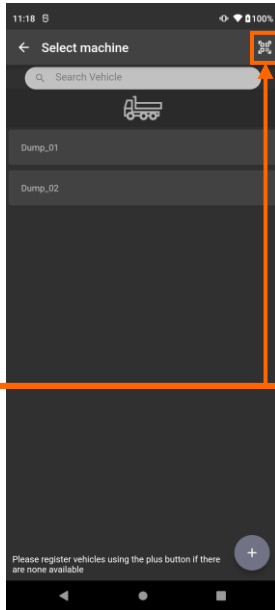 11:18
100%
Select machine
Search Vehicle
Dump_01
Dump_02
Please register vehicles using the plus button if there
are none available